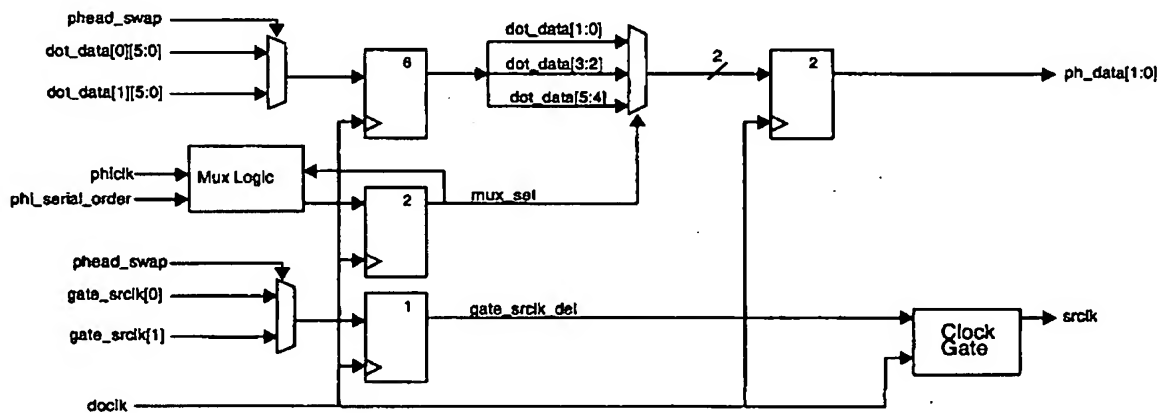 phead_swap
dot_data[0][5:0]
dot_data[1][5:0]
6
dot_data[1:0]
dot_data[3:2]
dot_data[5:4]
2
2
ph_data[1:0]
phiclk
phi_serial_order
Mux Logic
2
mux_sel
phead_swap
gate_srclk[0]
gate_srclk[1]
1
gate_srclk_del
Clock
Gate
srclk
doclk